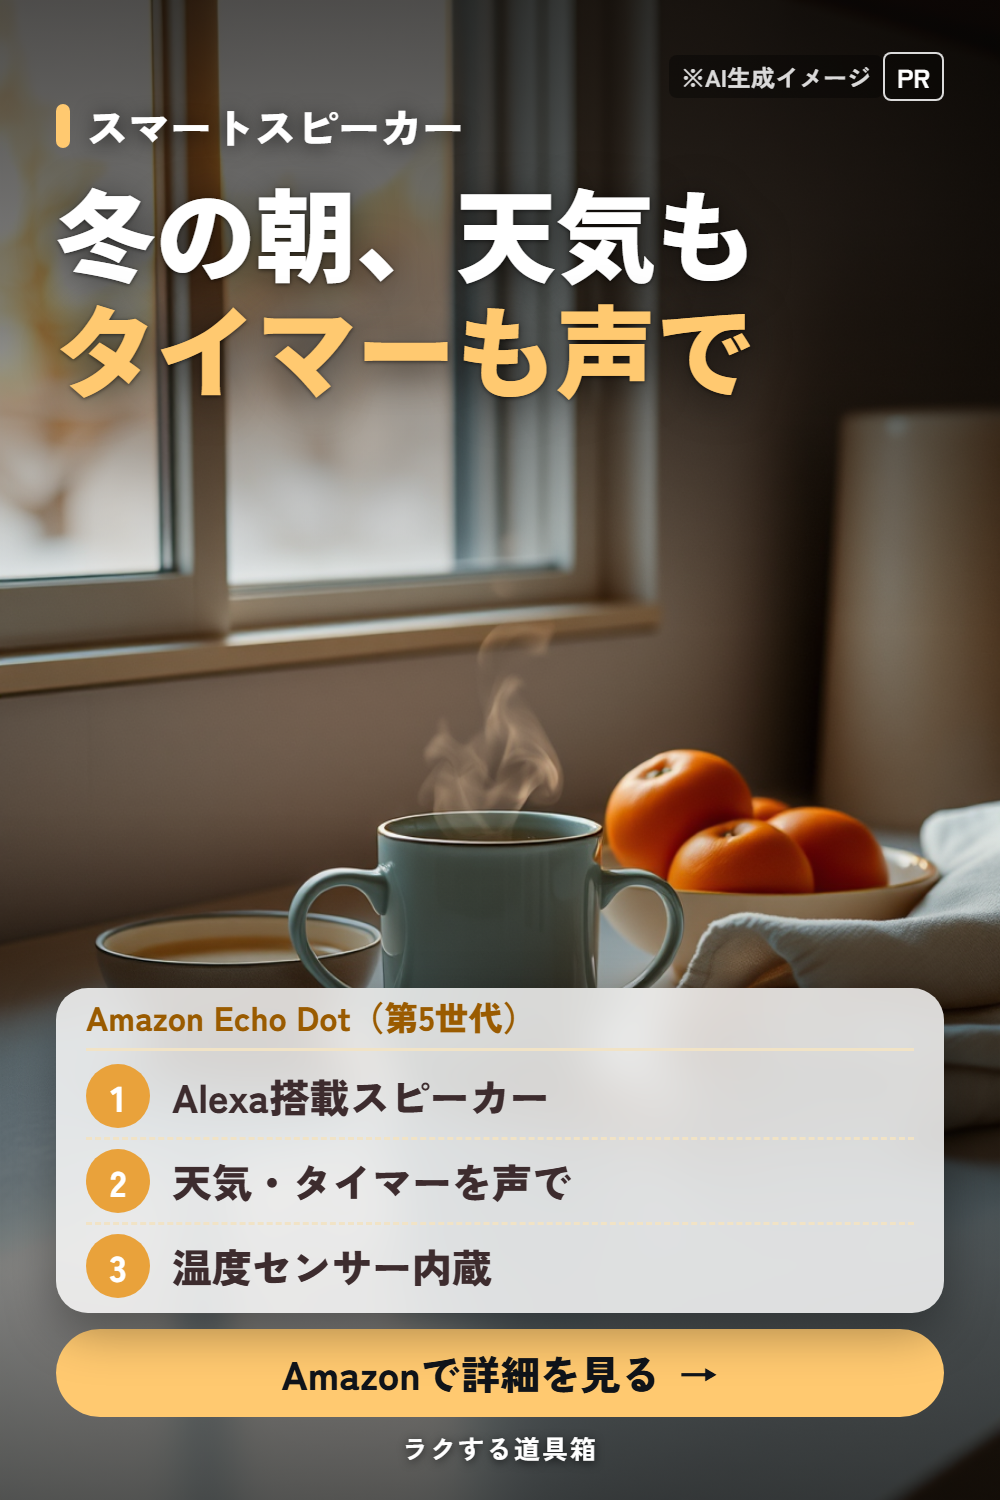 ※AI生成イメージ PR
スマートスピーカー
冬の朝、天気も
タイマーも声で
Amazon Echo Dot（第5世代）
1 Alexa搭載スピーカー
2 天気・タイマーを声で
3 温度センサー内蔵
Amazonで詳細を見る →
ラクする道具箱